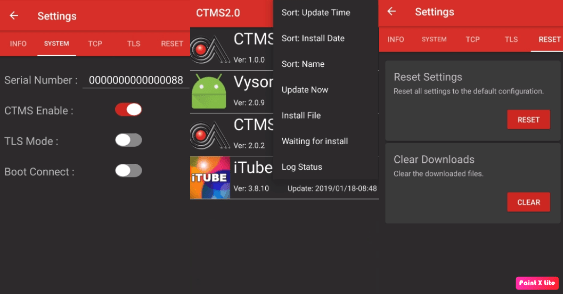 Settings
INFO SYSTEM TCP TLS RESET
Serial Number : 0000000000000088
CTMS Enable :
TLS Mode :
Boot Connect :
CTMS2.0
CTMS
Ver: 1.0.0
Vysor
Ver: 2.0.9
CTMS
Ver: 2.0.2
iTUBE
iTube
Ver: 3.8.10
Sort: Update Time
Sort: Install Date
Sort: Name
Update Now
Install File
Waiting for install
Log Status
Update: 2019/01/18-08:48
Settings
INFO SYSTEM TCP TLS RESET
Reset Settings
Reset all settings to the default configuration.
RESET
Clear Downloads
Clear the downloaded files.
CLEAR
Paint X lite